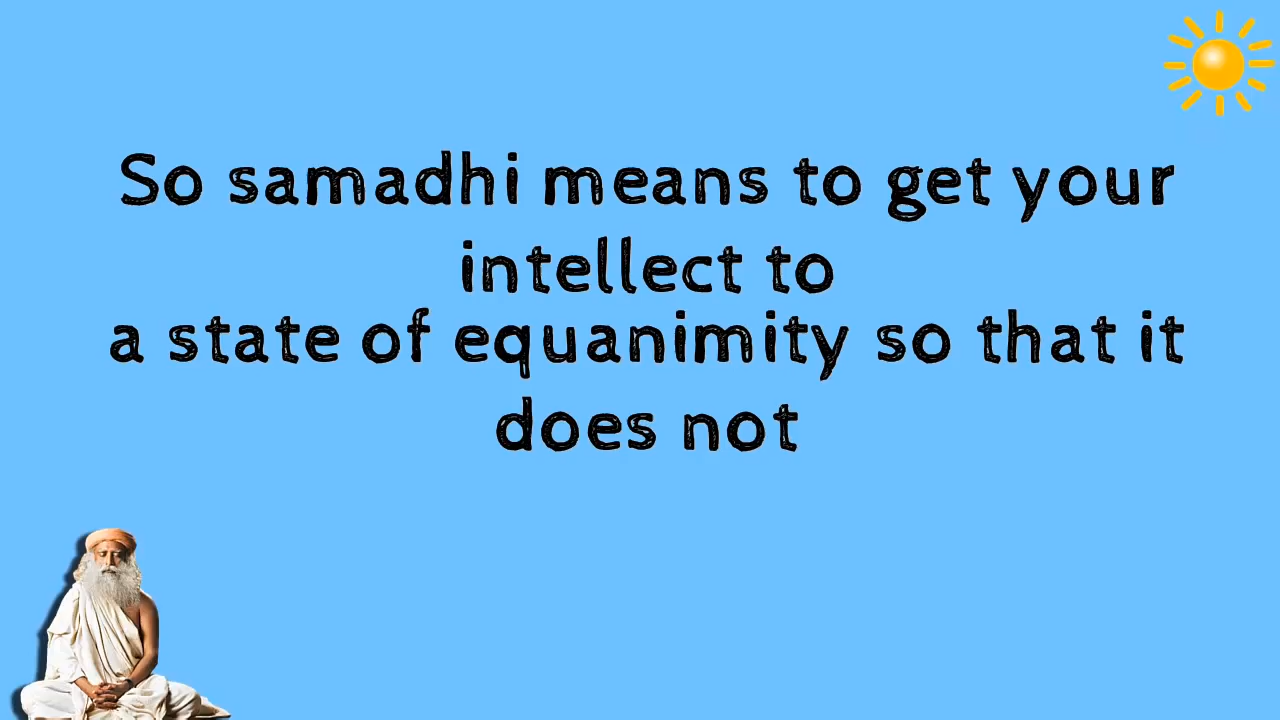 So samadhi means to get your
intellect to
a state of equanimity so that it
does not